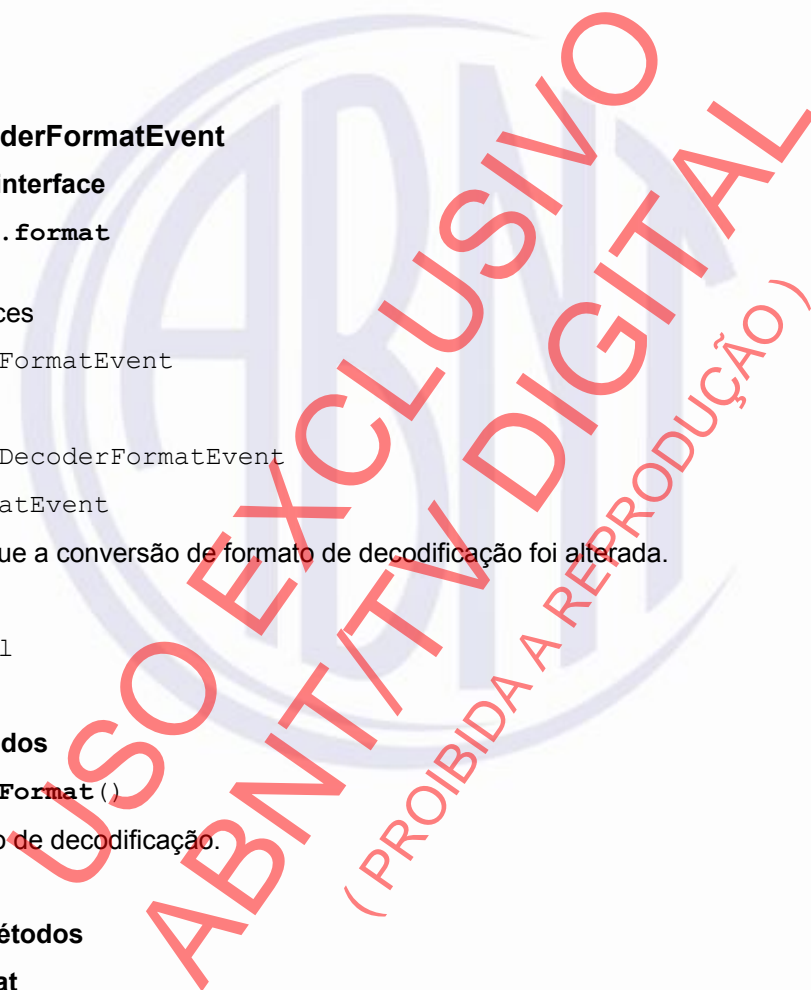 derFormatEvent
interface
.format
ces
FormatEvent
DecoderFormatEvent
atEvent
ue a conversão de formato de decodificação foi alterada.
l
dos
Format()
o de decodificação.
étodos
at
USO EXCLUSIVO
ABNT/TV DIGITAL
( PROIBIDA A REPRODUÇÃO )
ABNT